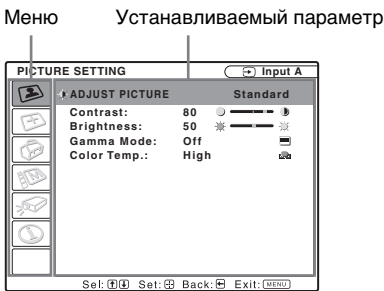 Меню Устанавливаемый параметр
PICTURE SETTING Input A
ADJUST PICTURE Standard
Contrast: 80
Brightness: 50
Gamma Mode: Off
Color Temp.: High
Sel: Set: Back: Exit: MENU